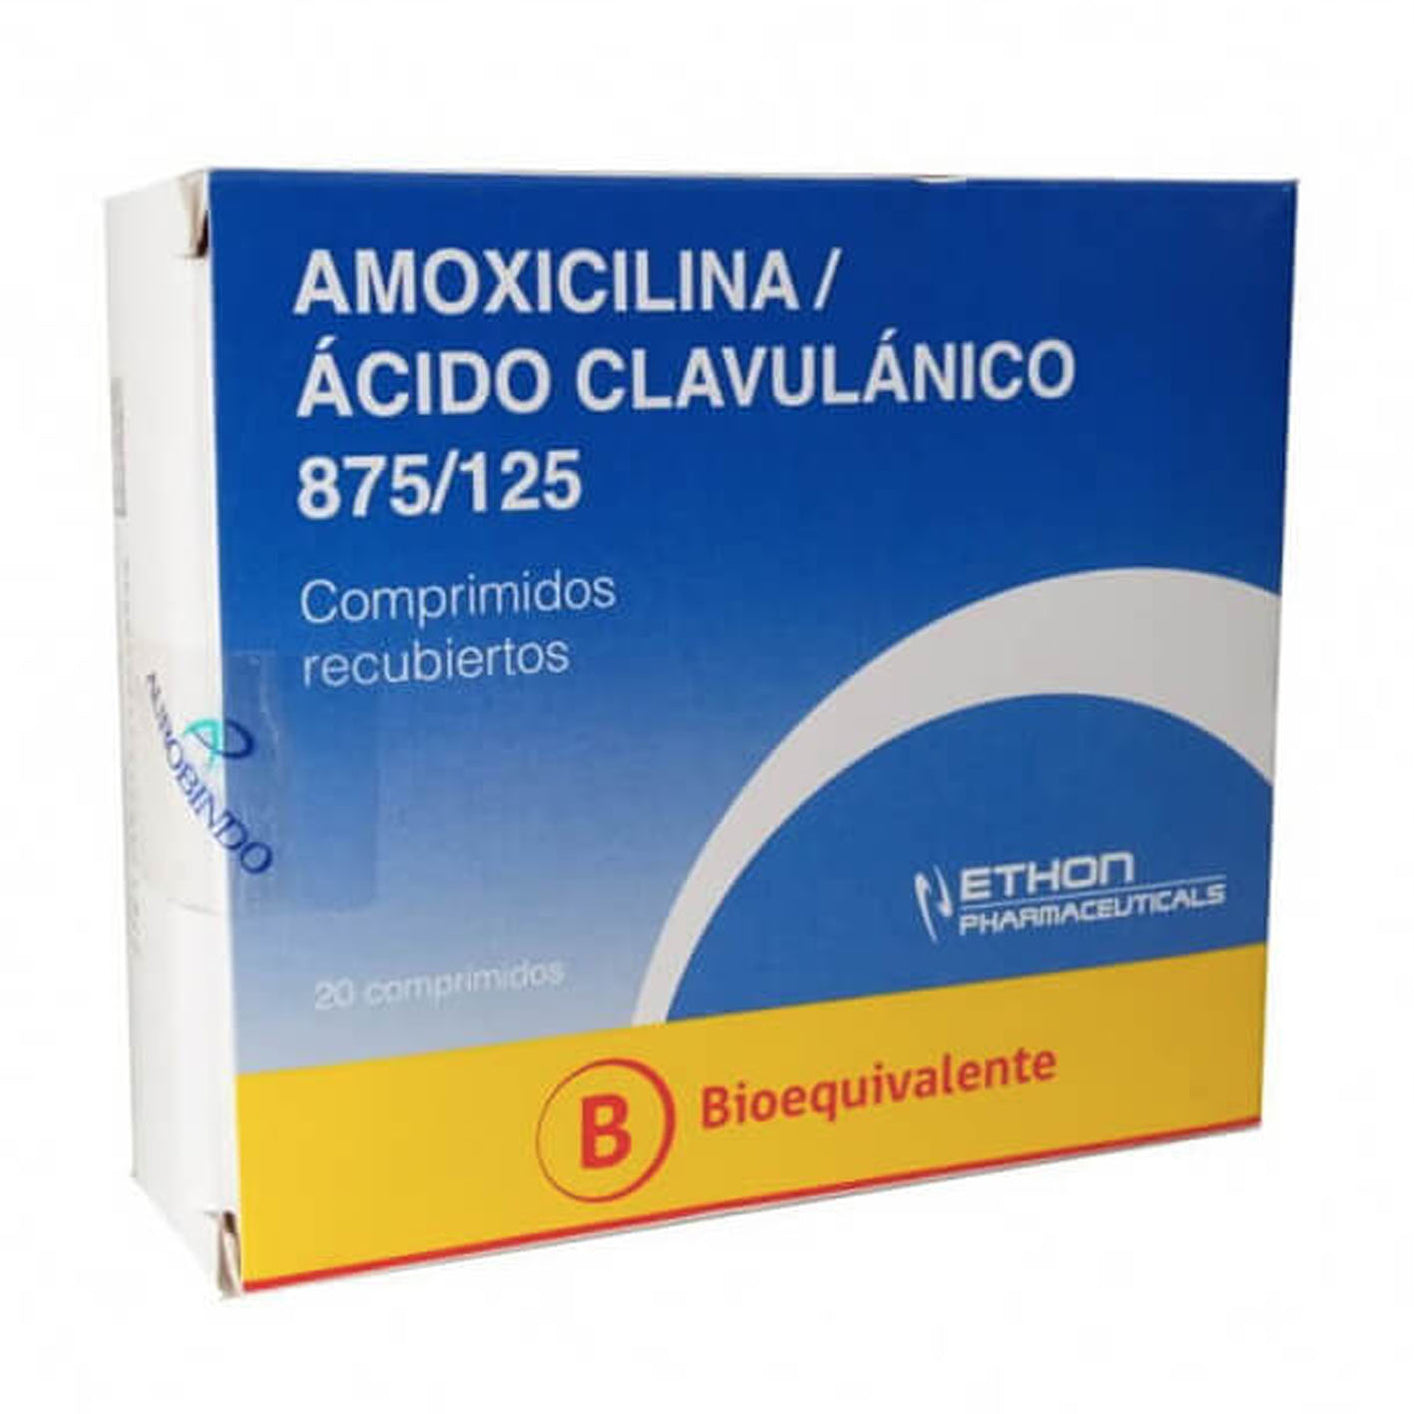 AMOXICILINA /
ÁCIDO CLAVULÁNICO
875/125
Comprimidos
recubiertos
AUROBINDO
ETHON
PHARMACEUTICALS
20 comprimidos
B Bioequivalente